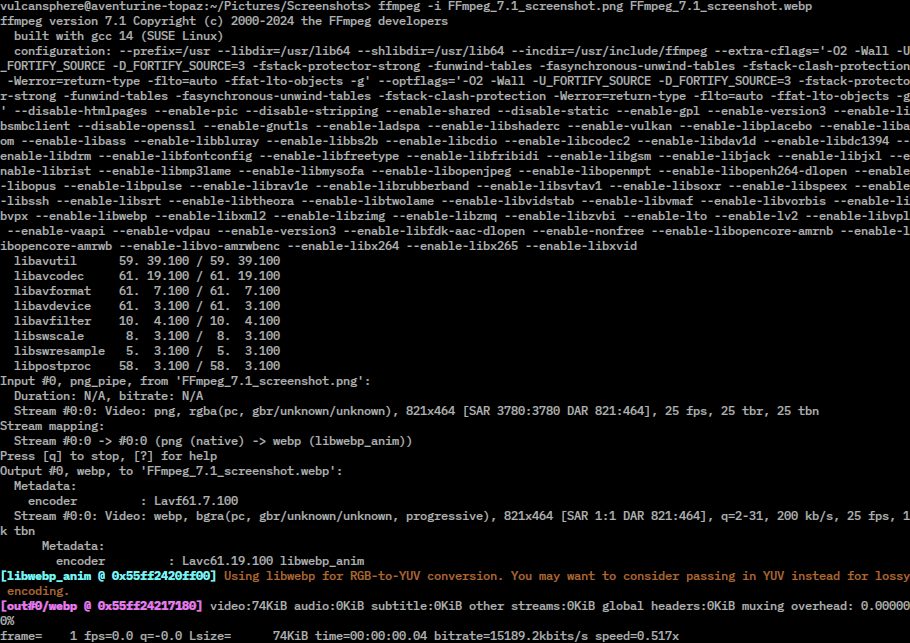 vulcansphere@aventurine-topaz:~/Pictures/Screenshots> ffmpeg -i FFmpeg_7.1_screenshot.png FFmpeg_7.1_screenshot.webp
ffmpeg version 7.1 Copyright (c) 2000-2024 the FFmpeg developers
  built with gcc 14 (SUSE Linux)
  configuration: --prefix=/usr --libdir=/usr/lib64 --shlibdir=/usr/lib64 --incdir=/usr/include/ffmpeg --extra-cflags='-O2 -Wall -U
_FORTIFY_SOURCE -D_FORTIFY_SOURCE=3 -fstack-protector-strong -funwind-tables -fasynchronous-unwind-tables -fstack-clash-protection
 -Werror=return-type -flto=auto -ffat-lto-objects -g' --optflags='-O2 -Wall -U_FORTIFY_SOURCE -D_FORTIFY_SOURCE=3 -fstack-protecto
r-strong -funwind-tables -fasynchronous-unwind-tables -fstack-clash-protection -Werror=return-type -flto=auto -ffat-lto-objects -g
' --disable-htmlpages --enable-pic --disable-stripping --enable-shared --disable-static --enable-gpl --enable-version3 --enable-li
bsmbclient --disable-openssl --enable-gnutls --enable-ladspa --enable-libshaderc --enable-vulkan --enable-libplacebo --enable-liba
om --enable-libass --enable-libbluray --enable-libbs2b --enable-libcdio --enable-libcodec2 --enable-libdav1d --enable-libdc1394 --
enable-libdrm --enable-libfontconfig --enable-libfreetype --enable-libfribidi --enable-libgsm --enable-libjack --enable-libjxl --e
nable-librist --enable-libmp3lame --enable-libmysofa --enable-libopenjpeg --enable-libopenmpt --enable-libopenh264-dlopen --enable
-libopus --enable-libpulse --enable-librav1e --enable-librubberband --enable-libsvtav1 --enable-libsoxr --enable-libspeex --enable
-libssh --enable-libsrt --enable-libtheora --enable-libtwolame --enable-libvidstab --enable-libvmaf --enable-libvorbis --enable-li
bvpx --enable-libwebp --enable-libxml2 --enable-libzimg --enable-libzmq --enable-libzvbi --enable-lto --enable-lv2 --enable-libvpl
 --enable-vaapi --enable-vdpau --enable-version3 --enable-libfdk-aac-dlopen --enable-nonfree --enable-libopencore-amrnb --enable-l
ibopencore-amrwb --enable-libvo-amrwbenc --enable-libx264 --enable-libx265 --enable-libxvid
  libavutil      59. 39.100 / 59. 39.100
  libavcodec     61. 19.100 / 61. 19.100
  libavformat    61.  7.100 / 61.  7.100
  libavdevice    61.  3.100 / 61.  3.100
  libavfilter    10.  4.100 / 10.  4.100
  libswscale      8.  3.100 /  8.  3.100
  libswresample   5.  3.100 /  5.  3.100
  libpostproc    58.  3.100 / 58.  3.100
Input #0, png_pipe, from 'FFmpeg_7.1_screenshot.png':
  Duration: N/A, bitrate: N/A
  Stream #0:0: Video: png, rgba(pc, gbr/unknown/unknown), 821x464 [SAR 3780:3780 DAR 821:464], 25 fps, 25 tbr, 25 tbn
Stream mapping:
  Stream #0:0 -> #0:0 (png (native) -> webp (libwebp_anim))
Press [q] to stop, [?] for help
Output #0, webp, to 'FFmpeg_7.1_screenshot.webp':
  Metadata:
    encoder         : Lavf61.7.100
  Stream #0:0: Video: webp, bgra(pc, gbr/unknown/unknown, progressive), 821x464 [SAR 1:1 DAR 821:464], q=2-31, 200 kb/s, 25 fps, 1
k tbn
      Metadata:
        encoder         : Lavc61.19.100 libwebp_anim
[libwebp_anim @ 0x55ff2420ff00] Using libwebp for RGB-to-YUV conversion. You may want to consider passing in YUV instead for lossy
 encoding.
[out#0/webp @ 0x55ff24217180] video:74KiB audio:0KiB subtitle:0KiB other streams:0KiB global headers:0KiB muxing overhead: 0.00000
0%
frame=    1 fps=0.0 q=-0.0 Lsize=      74KiB time=00:00:00.04 bitrate=15189.2kbits/s speed=0.517x